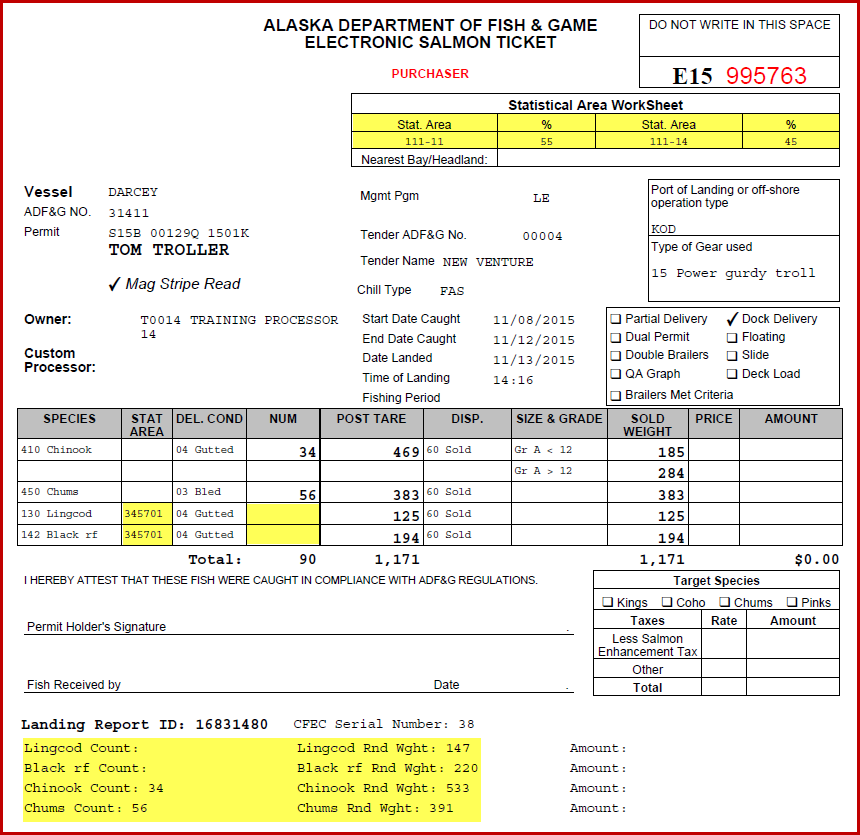 ALASKA DEPARTMENT OF FISH & GAME
ELECTRONIC SALMON TICKET
DO NOT WRITE IN THIS SPACE
PURCHASER
E15 995763
Statistical Area WorkSheet
Stat. Area % Stat. Area %
111-11 55 111-14 45
Nearest Bay/Headland:
Vessel DARCEY
ADF&G NO. 31411
Permit S15B 00129Q 1501K
TOM TROLLER
✓ Mag Stripe Read
Mgmt Pgm LE
Tender ADF&G No. 00004
Tender Name NEW VENTURE
Chill Type FAS
Port of Landing or off-shore
operation type
KOD
Type of Gear used
15 Power gurdy troll
Owner: T0014 TRAINING PROCESSOR
14
Custom
Processor:
Start Date Caught 11/08/2015
End Date Caught 11/12/2015
Date Landed 11/13/2015
Time of Landing 14:16
Fishing Period
❑ Partial Delivery ✓ Dock Delivery
❑ Dual Permit ❑ Floating
❑ Double Brailers ❑ Slide
❑ QA Graph ❑ Deck Load
❑ Brailers Met Criteria
SPECIES STAT AREA DEL. COND NUM POST TARE DISP. SIZE & GRADE SOLD WEIGHT PRICE AMOUNT
410 Chinook 04 Gutted 34 469 60 Sold Gr A < 12 185
Gr A > 12 284
450 Chums 03 Bled 56 383 60 Sold 383
130 Lingcod 345701 04 Gutted 125 60 Sold 125
142 Black rf 345701 04 Gutted 194 60 Sold 194
Total: 90 1,171 1,171 $0.00
I HEREBY ATTEST THAT THESE FISH WERE CAUGHT IN COMPLIANCE WITH ADF&G REGULATIONS.
Permit Holder's Signature .
Fish Received by Date .
Target Species
❑ Kings ❑ Coho ❑ Chums ❑ Pinks
Taxes Rate Amount
Less Salmon
Enhancement Tax
Other
Total
Landing Report ID: 16831480 CFEC Serial Number: 38
Lingcod Count: Lingcod Rnd Wght: 147 Amount:
Black rf Count: Black rf Rnd Wght: 220 Amount:
Chinook Count: 34 Chinook Rnd Wght: 533 Amount:
Chums Count: 56 Chums Rnd Wght: 391 Amount: